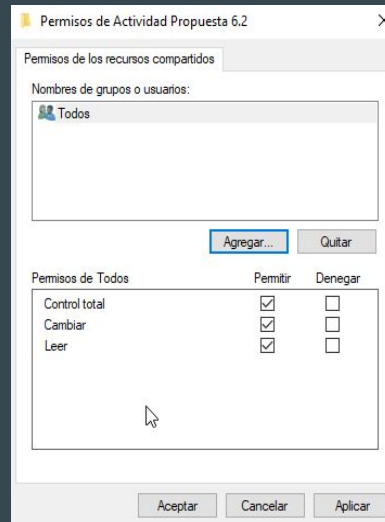 Permisos de Actividad Propuesta 6.2
Permisos de los recursos compartidos
Nombres de grupos o usuarios:
Todos
Agregar... Quitar
Permisos de Todos Permitir Denegar
Control total
Cambiar
Leer
Aceptar Cancelar Aplicar